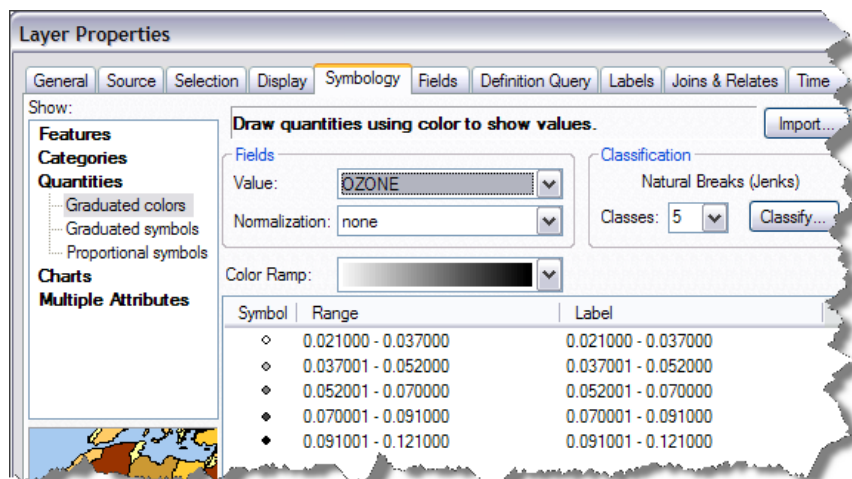 Layer Properties
General Source Selection Display Symbology Fields Definition Query Labels Joins & Relates Time
Show:
Features
Categories
Quantities
Graduated colors
Graduated symbols
Proportional symbols
Charts
Multiple Attributes
Draw quantities using color to show values.
Import...
Fields
Value: OZONE
Normalization: none
Classification
Natural Breaks (Jenks)
Classes: 5 Classify...
Color Ramp:
Symbol Range Label
0.021000 - 0.037000 0.021000 - 0.037000
0.037001 - 0.052000 0.037001 - 0.052000
0.052001 - 0.070000 0.052001 - 0.070000
0.070001 - 0.091000 0.070001 - 0.091000
0.091001 - 0.121000 0.091001 - 0.121000